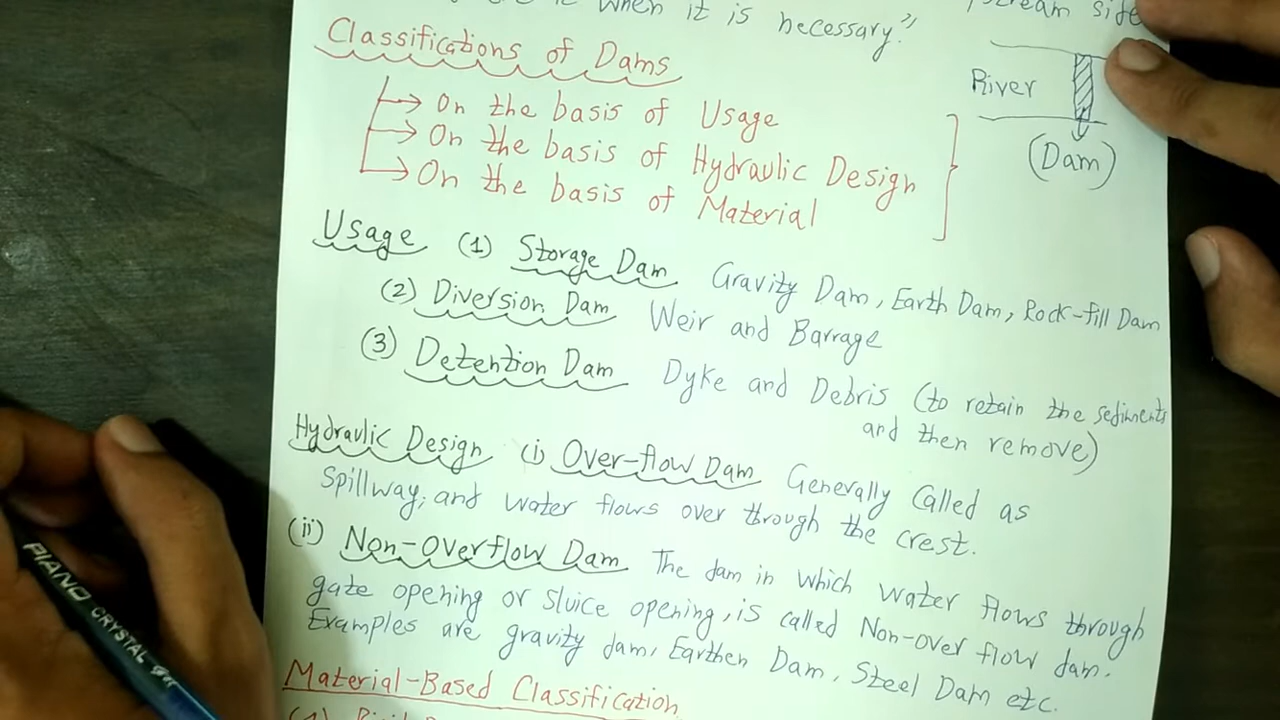 when it is necessary."
stream side
Classifications of Dams
→ On the basis of Usage
→ On the basis of Hydraulic Design
→ On the basis of Material
River
(Dam)
Usage (1) Storage Dam Gravity Dam, Earth Dam, Rock-fill Dam
(2) Diversion Dam Weir and Barrage
(3) Detention Dam Dyke and Debris (to retain the sediments
and then remove)
Hydraulic Design (i) Over-flow Dam Generally Called as
Spillway, and water flows over through the crest.
(ii) Non-Overflow Dam The dam in which water flows through
gate opening or sluice opening, is called Non-over flow dam.
Examples are gravity dam, Earthen Dam, Steel Dam etc.
Material-Based Classification
PIANO CRYSTAL